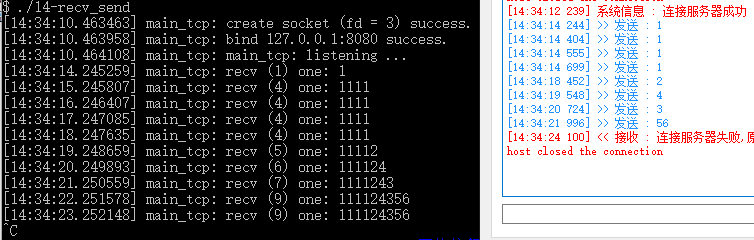 $ ./14-recv_send
[14:34:10.463463] main_tcp: create socket (fd = 3) success.
[14:34:10.463958] main_tcp: bind 127.0.0.1:8080 success.
[14:34:10.464108] main_tcp: main_tcp: listening ...
[14:34:14.245259] main_tcp: recv (1) one: 1
[14:34:15.245807] main_tcp: recv (4) one: 1111
[14:34:16.246407] main_tcp: recv (4) one: 1111
[14:34:17.247085] main_tcp: recv (4) one: 1111
[14:34:18.247635] main_tcp: recv (4) one: 1111
[14:34:19.248659] main_tcp: recv (5) one: 11112
[14:34:20.249893] main_tcp: recv (6) one: 111124
[14:34:21.250559] main_tcp: recv (7) one: 1111243
[14:34:22.251578] main_tcp: recv (9) one: 111124356
[14:34:23.252148] main_tcp: recv (9) one: 111124356
^C
[14:34:12 239] 系统信息 : 连接服务器成功
[14:34:14 244] >> 发送 : 1
[14:34:14 404] >> 发送 : 1
[14:34:14 555] >> 发送 : 1
[14:34:14 699] >> 发送 : 1
[14:34:18 452] >> 发送 : 2
[14:34:19 548] >> 发送 : 4
[14:34:20 724] >> 发送 : 3
[14:34:21 996] >> 发送 : 56
[14:34:24 100] << 接收 : 连接服务器失败,
host closed the connection